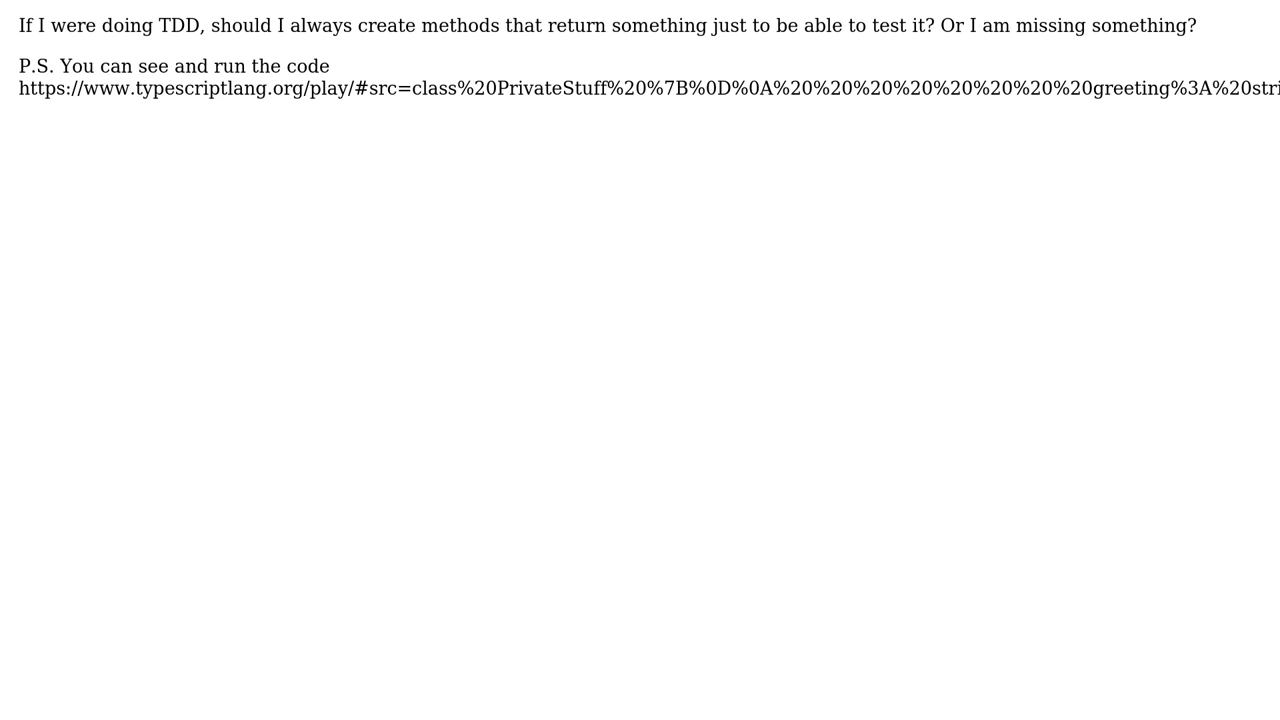 If I were doing TDD, should I always create methods that return something just to be able to test it? Or I am missing something?
P.S. You can see and run the code
https://www.typescriptlang.org/play/#src=class%20PrivateStuff%20%7B%0D%0A%20%20%20%20%20%20%20%20greeting%3A%20stri